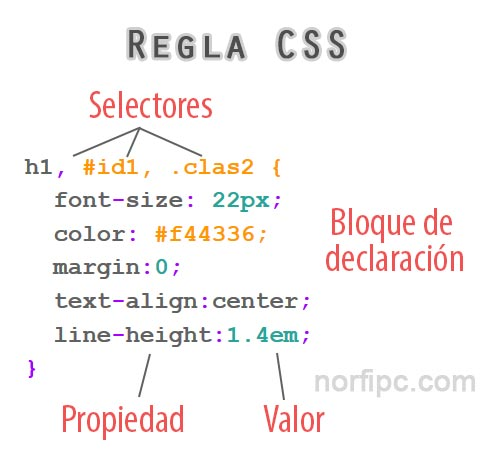 REGLA CSS
Selectores
h1, #id1, .clas2 {
font-size: 22px;
color: #f44336;
margin:0;
text-align:center;
line-height:1.4em;
}
Bloque de
declaración
norfipc.com
Propiedad
Valor